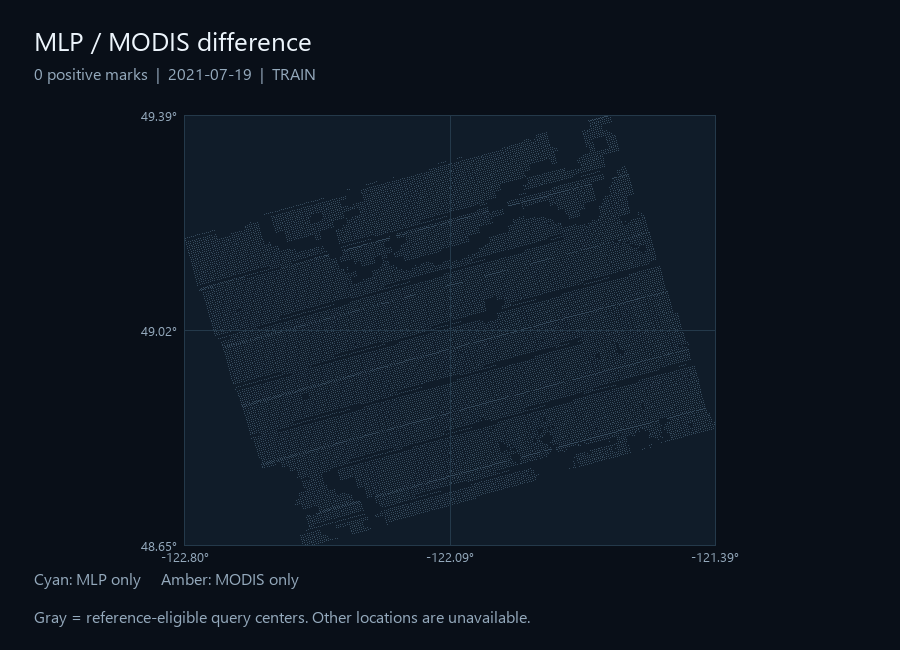 MLP / MODIS difference
0 positive marks | 2021-07-19 | TRAIN
49.39°
49.02°
48.65°
-122.80°
-122.09°
-121.39°
Cyan: MLP only Amber: MODIS only
Gray = reference-eligible query centers. Other locations are unavailable.